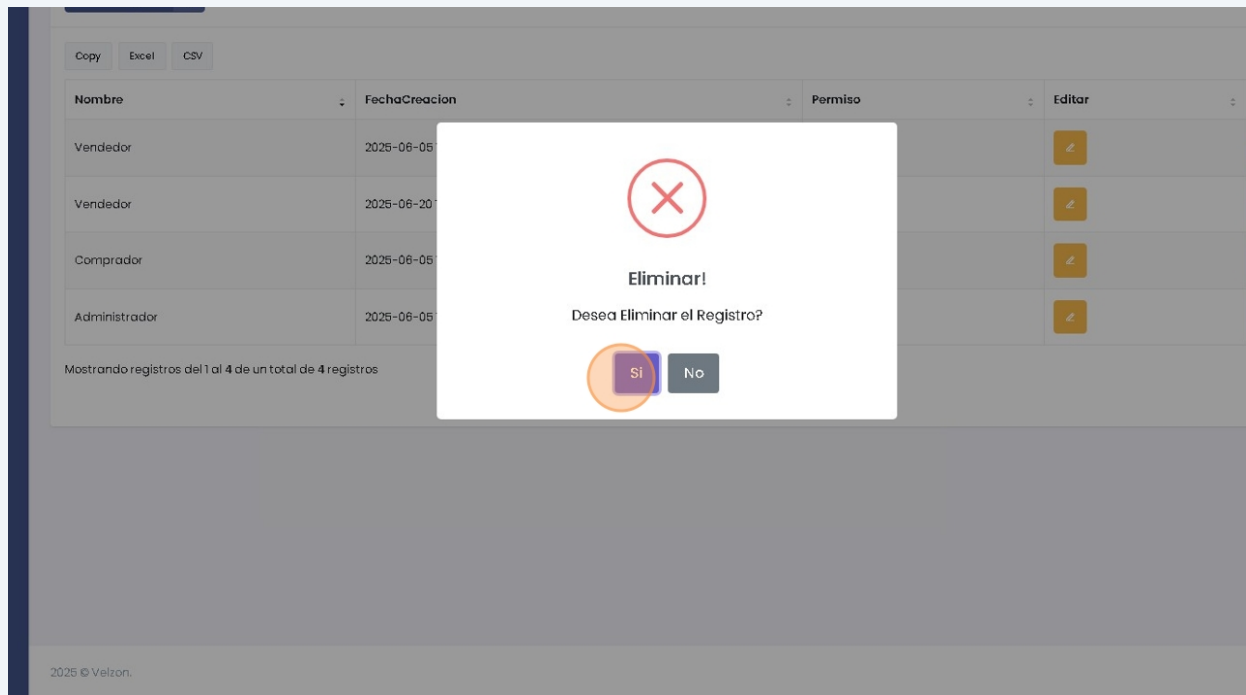 Copy Excel CSV
Nombre FechaCreacion Permiso Editar
Vendedor 2025-06-05
Vendedor 2025-06-20
Comprador 2025-06-05
Administrador 2025-06-05
Eliminar!
Desea Eliminar el Registro?
Si No
Mostrando registros del 1 al 4 de un total de 4 registros
2025 © Velzon.